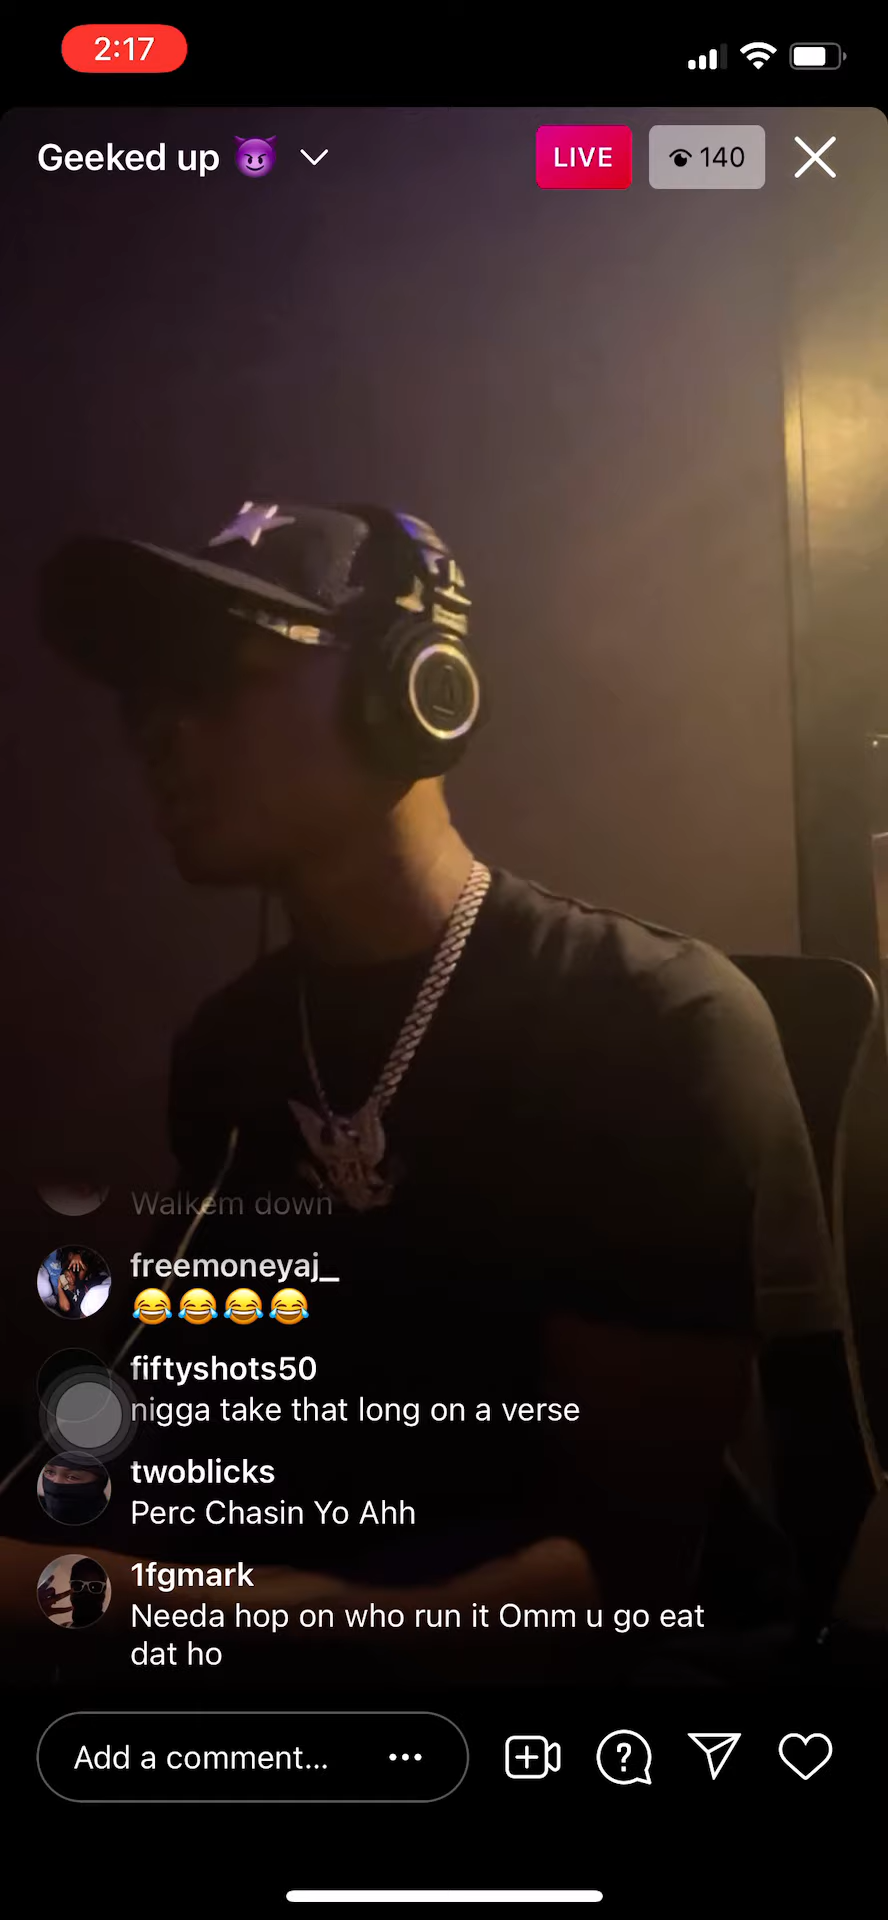 2:17
Geeked up 😈
LIVE
140
Walkem down
freemoneyaj_
😂😂😂😂
fiftyshots50
nigga take that long on a verse
twoblicks
Perc Chasin Yo Ahh
1fgmark
Needa hop on who run it Omm u go eat
dat ho
Add a comment...